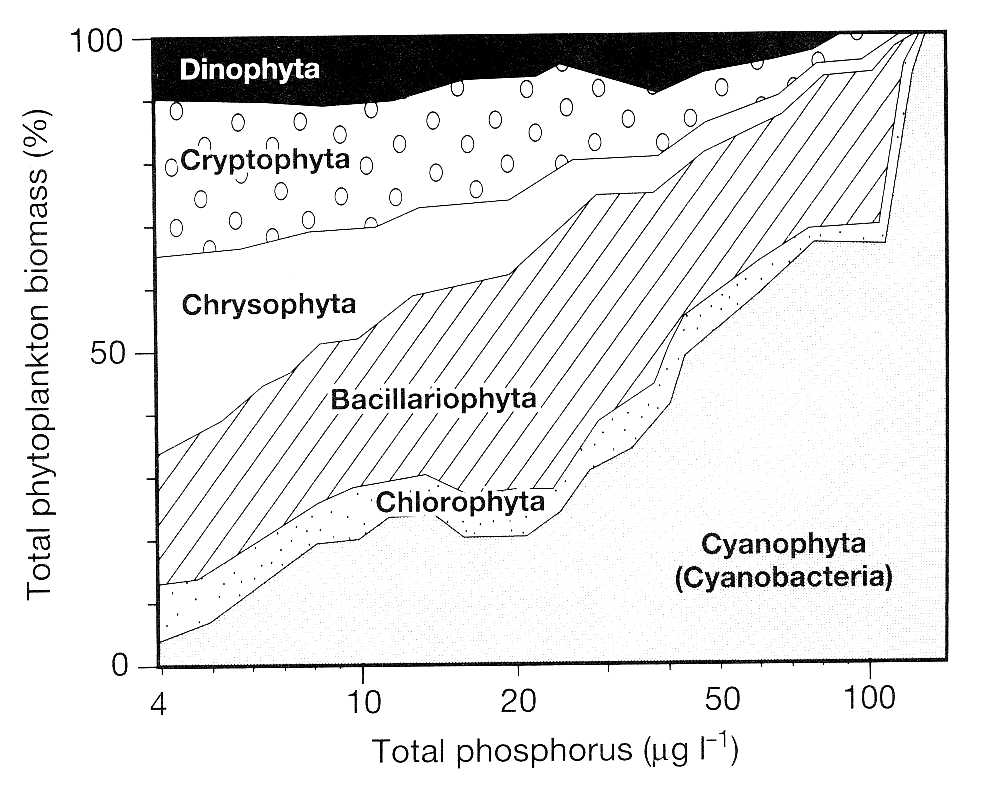 100
Dinophyta
Cryptophyta
Chrysophyta
50
Bacillariophyta
Chlorophyta
Cyanophyta
(Cyanobacteria)
0
4 10 20 50 100
Total phosphorus (μg l⁻¹)
Total phytoplankton biomass (%)